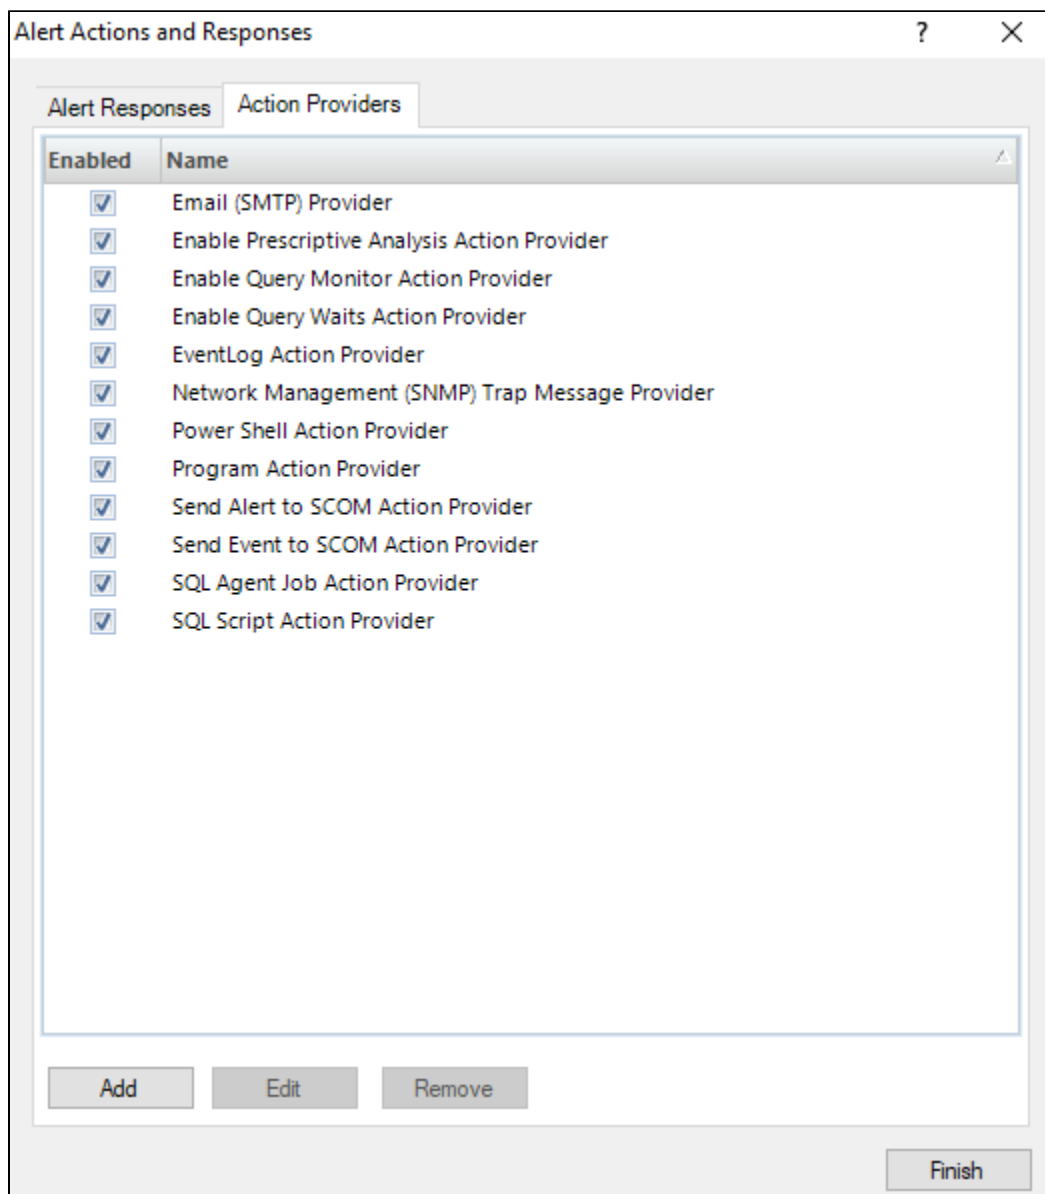 Alert Actions and Responses ?
Alert Responses Action Providers
Enabled Name
Email (SMTP) Provider
Enable Prescriptive Analysis Action Provider
Enable Query Monitor Action Provider
Enable Query Waits Action Provider
EventLog Action Provider
Network Management (SNMP) Trap Message Provider
Power Shell Action Provider
Program Action Provider
Send Alert to SCOM Action Provider
Send Event to SCOM Action Provider
SQL Agent Job Action Provider
SQL Script Action Provider
Add Edit Remove
Finish